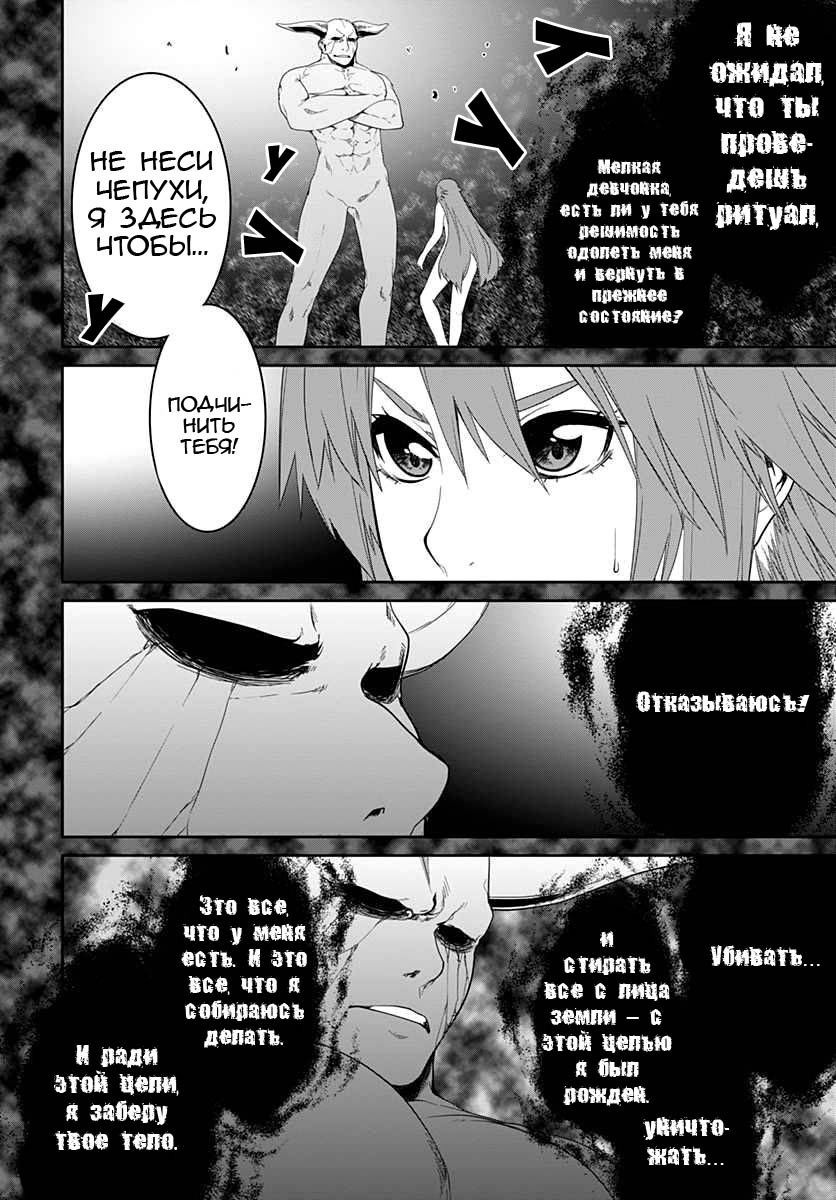 Я не
ожидал,
что ты
прове-
дешь
ритуал,
Мелкая
девчонка,
есть ли у тебя
решимость
одолеть меня
и вернуть в
прежнее
состояние?
У
У
У
У
У
НЕ НЕСИ
ЧЕПУХИ,
Я ЗДЕСЬ
ЧТОБЫ...
ПОДЧИ-
НИТЬ
ТЕБЯ!
Отказываюсь!
Убивать...
уничто-
жать...
и
стирать
все с лица
земли – с
этой целью
я был
рожден.
Это все,
что у меня
есть. И это
все, что я
собираюсь
делать.
И ради
этой цели,
я заберу
твое тело.